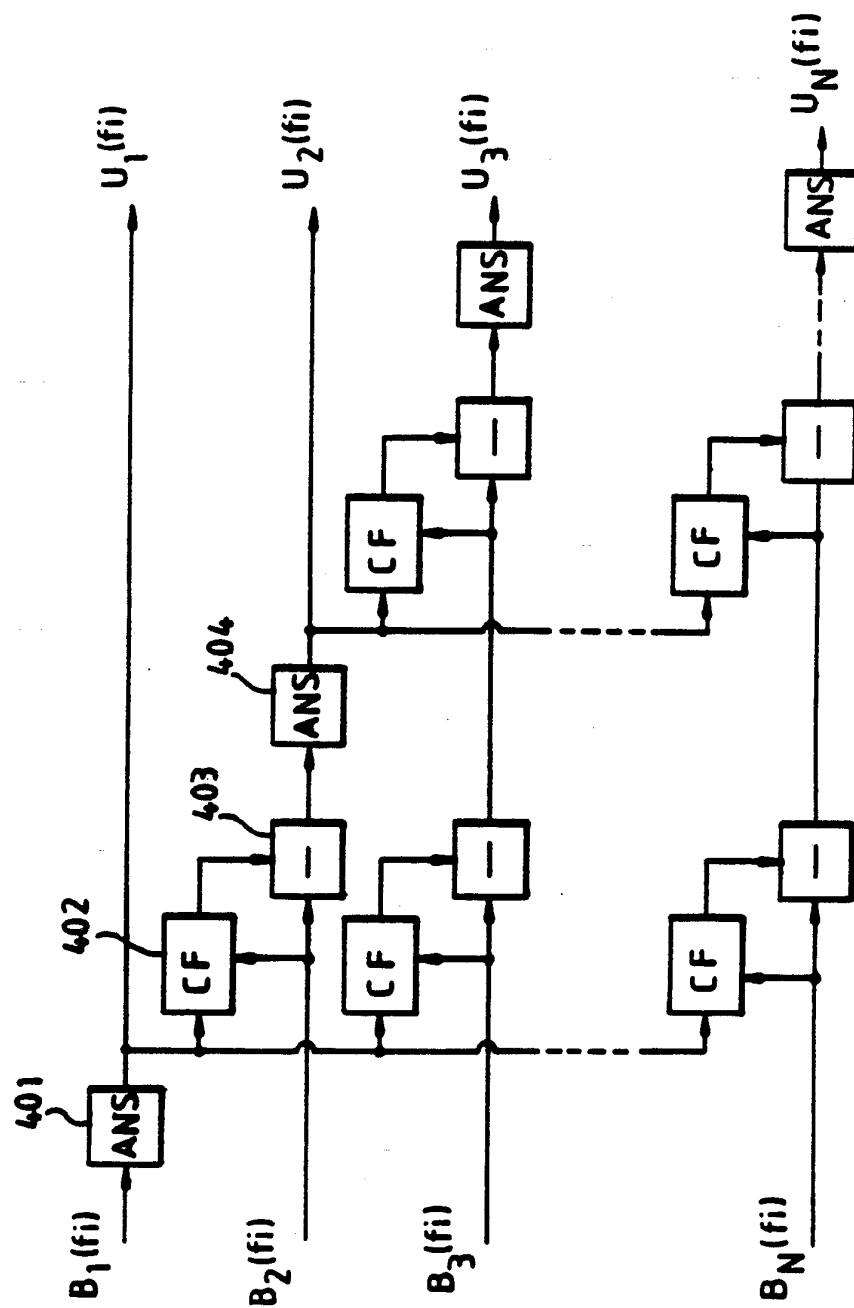 B₁(fi)
401
ANS
U₁(fi)
402
CF
B₂(fi)
403
—
404
ANS
U₂(fi)
B₃(fi)
CF
—
CF
—
ANS
U₃(fi)
B_N(fi)
CF
—
CF
—
ANS
U_N(fi)